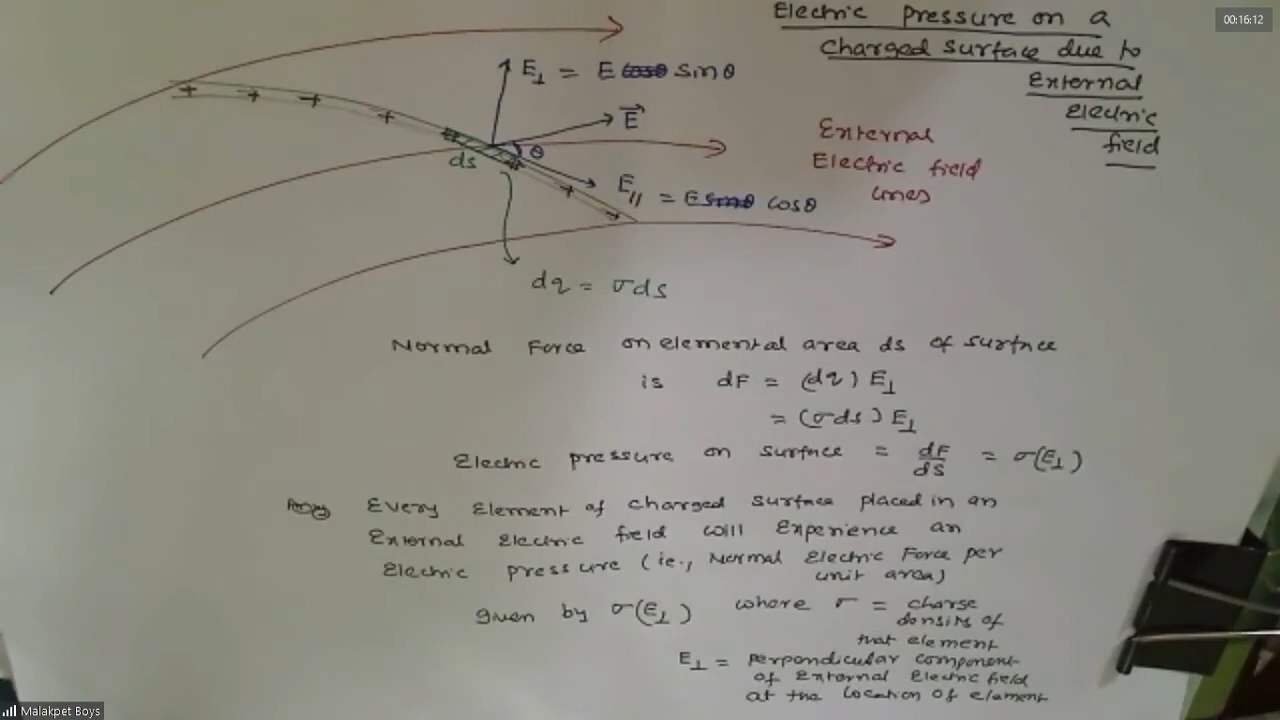 00:16:12
Electric pressure on a
charged surface due to
External
Electric
field
E⊥ = E cosθ sinθ
E⃗
θ
ds
E// = E sinθ cosθ
External
Electric field
lines
dq = σds
Normal Force on elemental area ds of surface
is dF = (dq) E⊥
= (σds) E⊥
Electric pressure on surface = dF/ds = σ(E⊥)
Every Element of charged surface placed in an
External Electric field will Experience an
Electric pressure (ie., Normal Electric Force per
unit area)
given by σ(E⊥) where σ = charge
density of
that element
E⊥ = perpendicular component
of External Electric field
at the location of element
Malakpet Boys